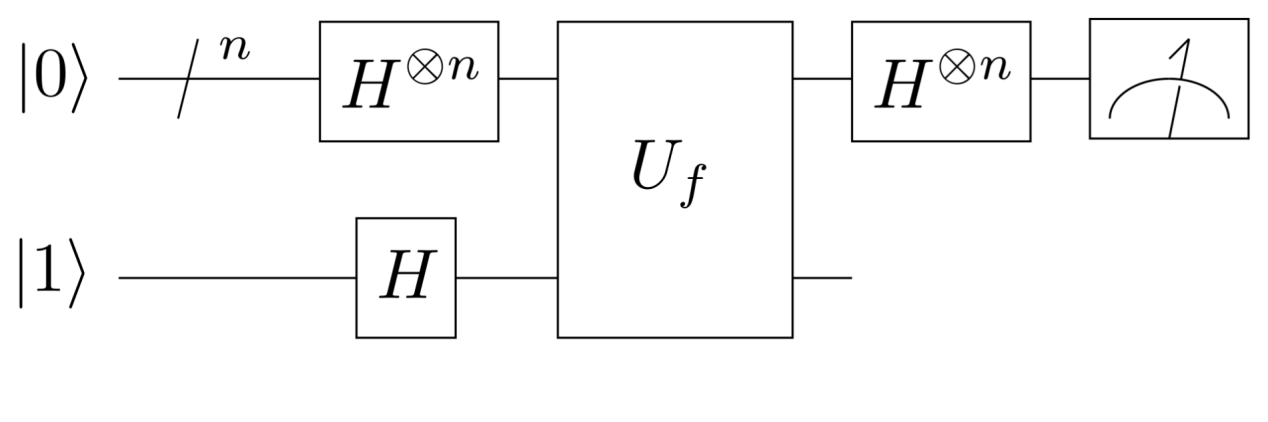 |0⟩ n H⊗n U_f H⊗n
|1⟩ H